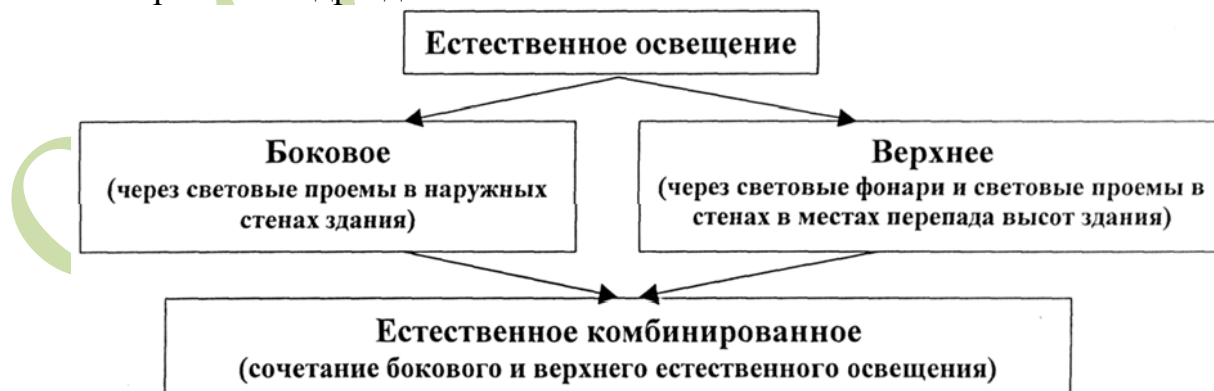 Естественное освещение
Боковое
(через световые проемы в наружных
стенах здания)
Верхнее
(через световые фонари и световые проемы в
стенах в местах перепада высот здания)
Естественное комбинированное
(сочетание бокового и верхнего естественного освещения)